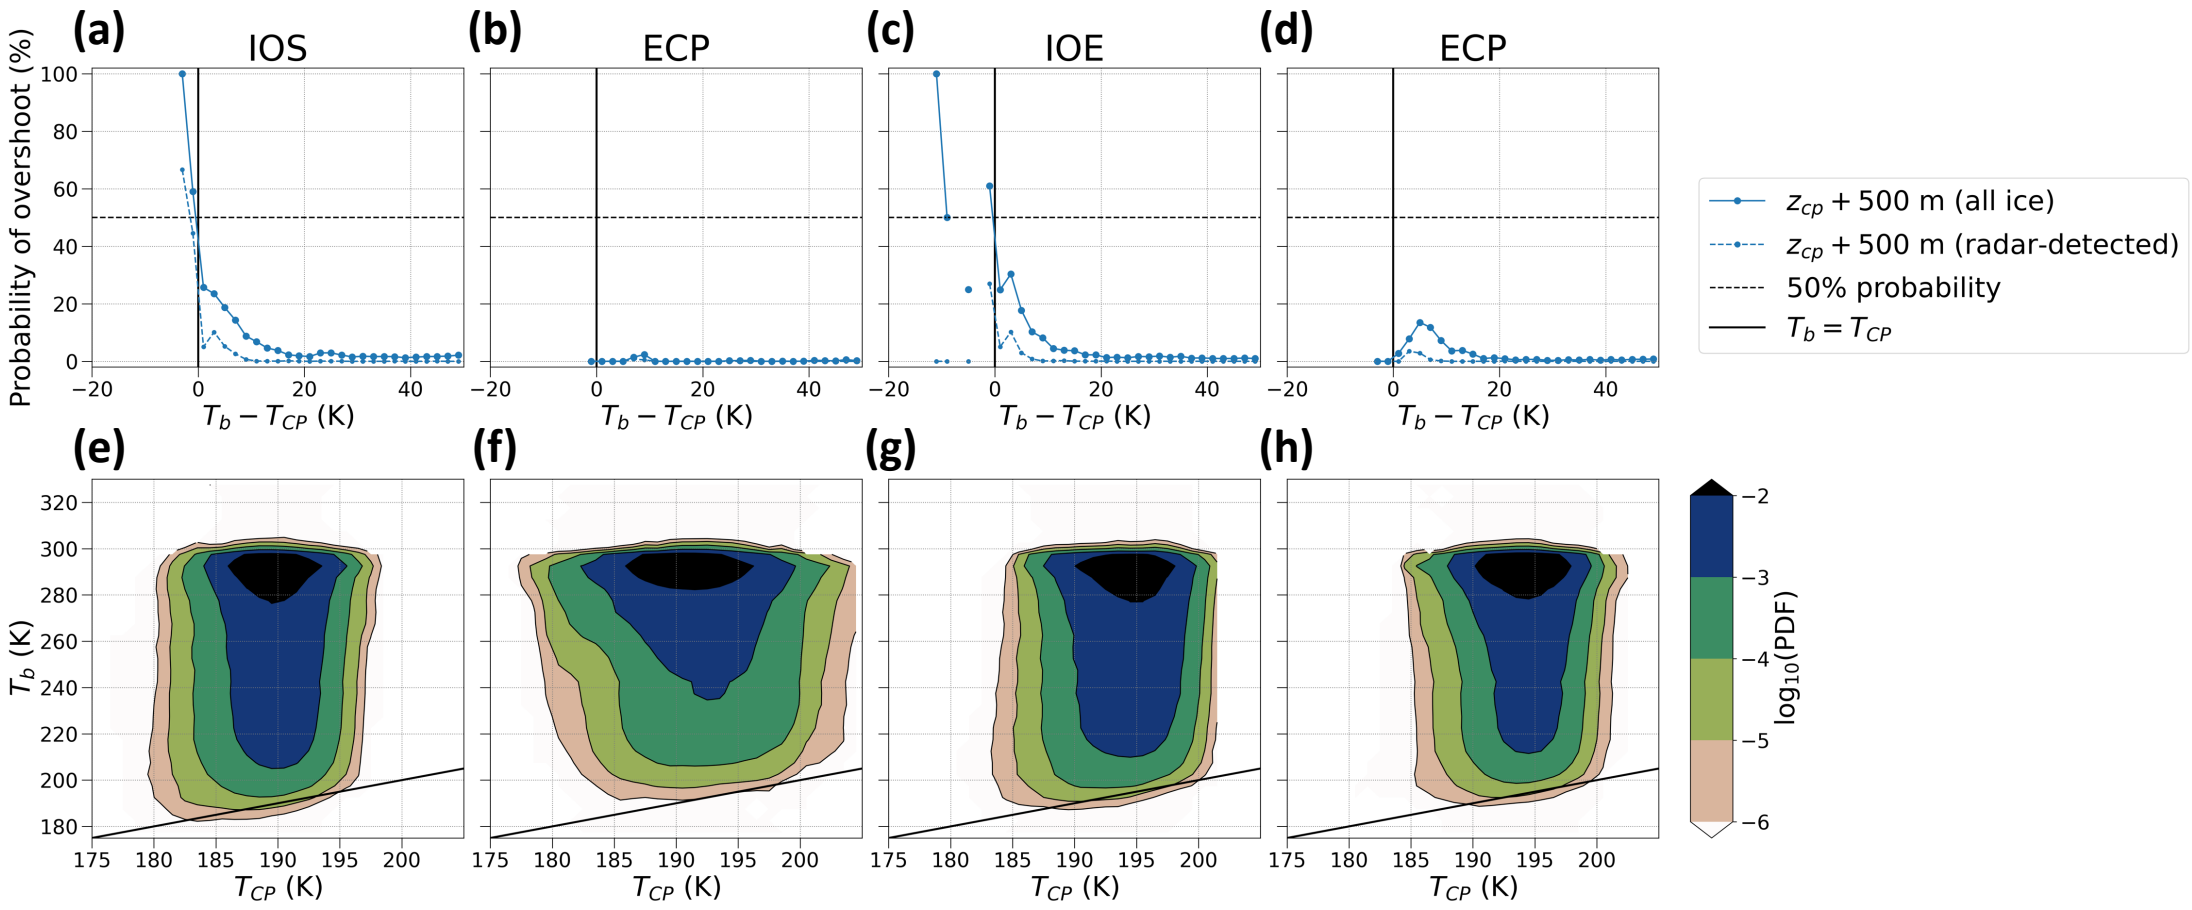 (a) IOS
(b) ECP
(c) IOE
(d) ECP
Probability of overshoot (%)
100
80
60
40
20
0
−20 0 20 40
−20 0 20 40
−20 0 20 40
−20 0 20 40
T_b − T_CP (K)
T_b − T_CP (K)
T_b − T_CP (K)
T_b − T_CP (K)
z_cp + 500 m (all ice)
z_cp + 500 m (radar-detected)
50% probability
T_b = T_CP
(e)
(f)
(g)
(h)
T_b (K)
320
300
280
260
240
220
200
180
175 180 185 190 195 200
175 180 185 190 195 200
175 180 185 190 195 200
175 180 185 190 195 200
T_CP (K)
T_CP (K)
T_CP (K)
T_CP (K)
−2
−3
−4
−5
−6
log₁₀(PDF)